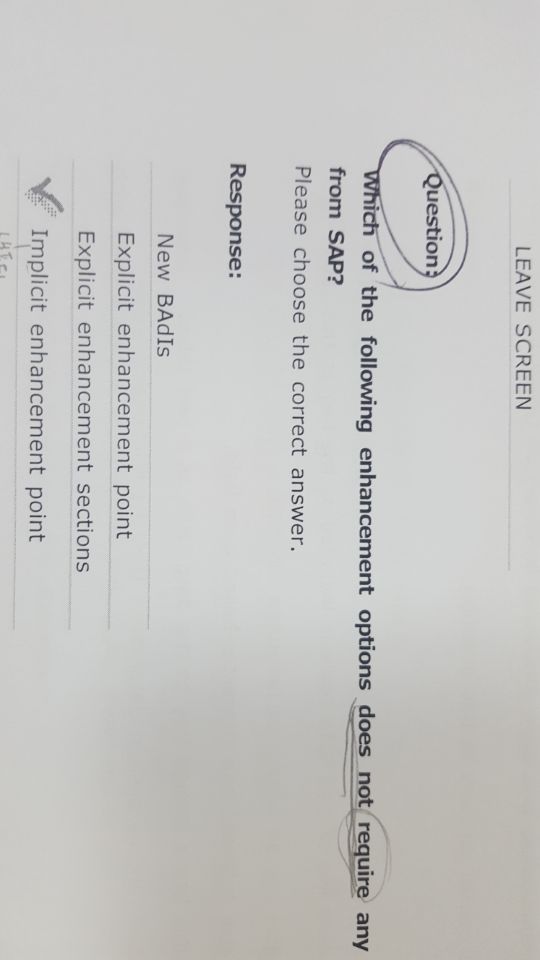 LEAVE SCREEN
Question:
Which of the following enhancement options does not require any
from SAP?
Please choose the correct answer.
Response:
New BAdIs
Explicit enhancement point
Explicit enhancement sections
Implicit enhancement point